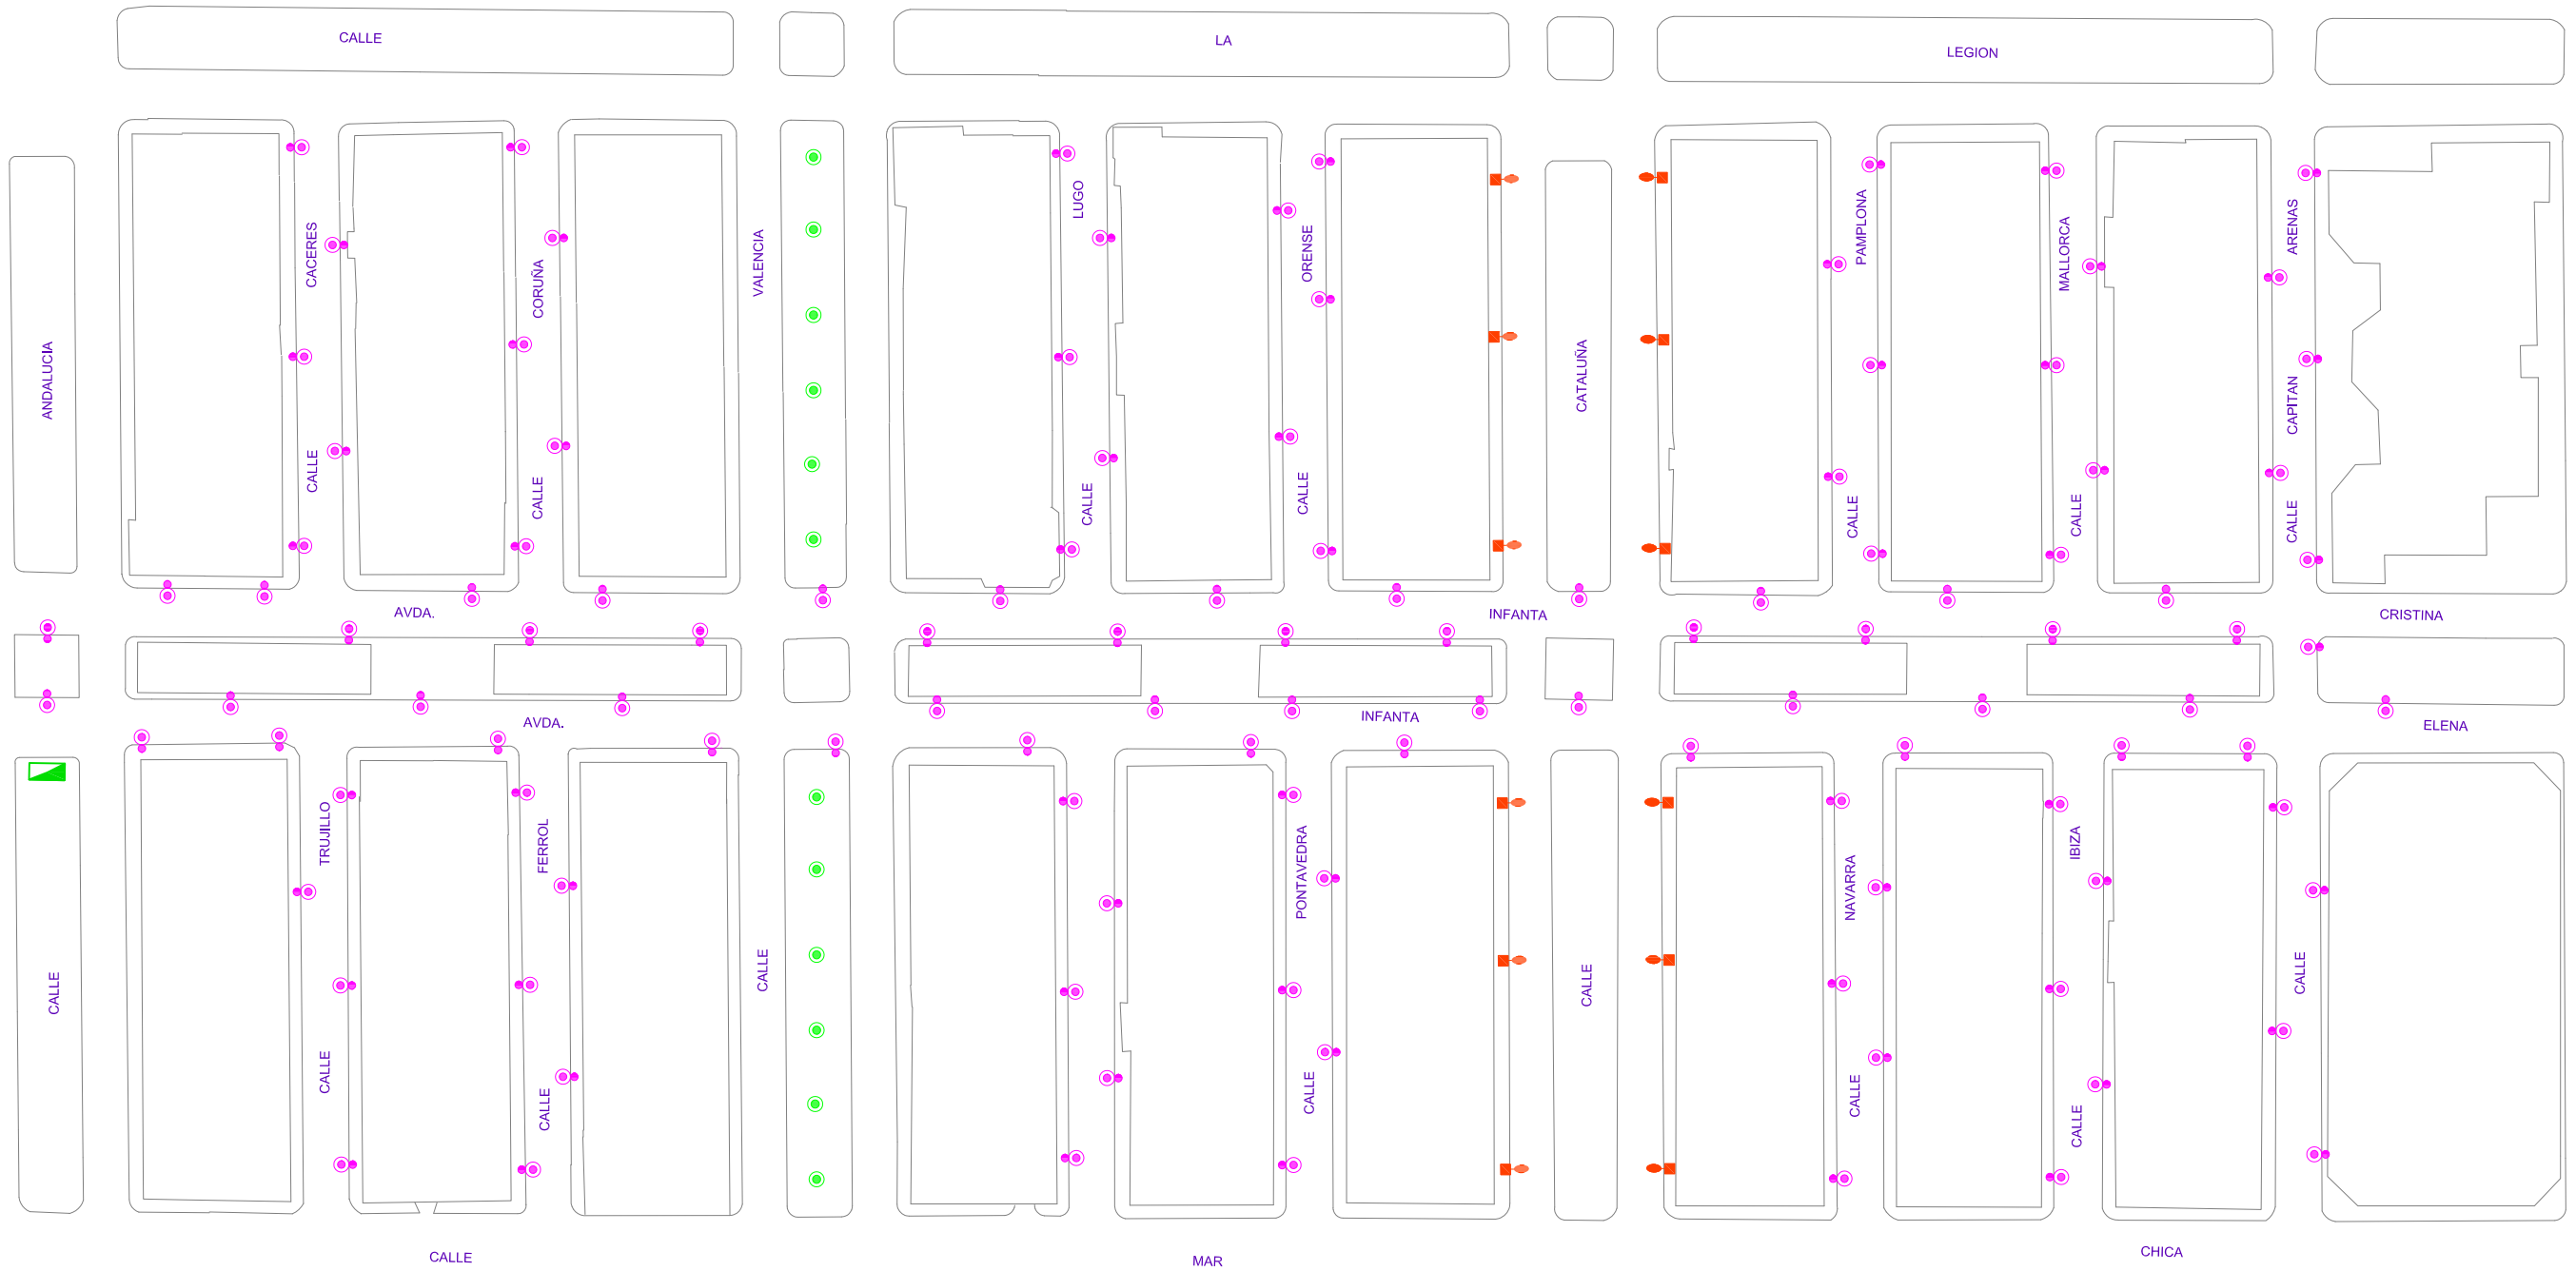 CALLE LA LEGION
ANDALUCIA
CALLE CACERES
CALLE CORUÑA
VALENCIA
CALLE LUGO
CALLE ORENSE
CATALUÑA
CALLE PAMPLONA
CALLE MALLORCA
CALLE CAPITAN ARENAS
AVDA. INFANTA CRISTINA
AVDA. INFANTA ELENA
CALLE
CALLE TRUJILLO
CALLE FERROL
CALLE
CALLE PONTAVEDRA
CALLE
CALLE NAVARRA
CALLE IBIZA
CALLE
CALLE MAR CHICA